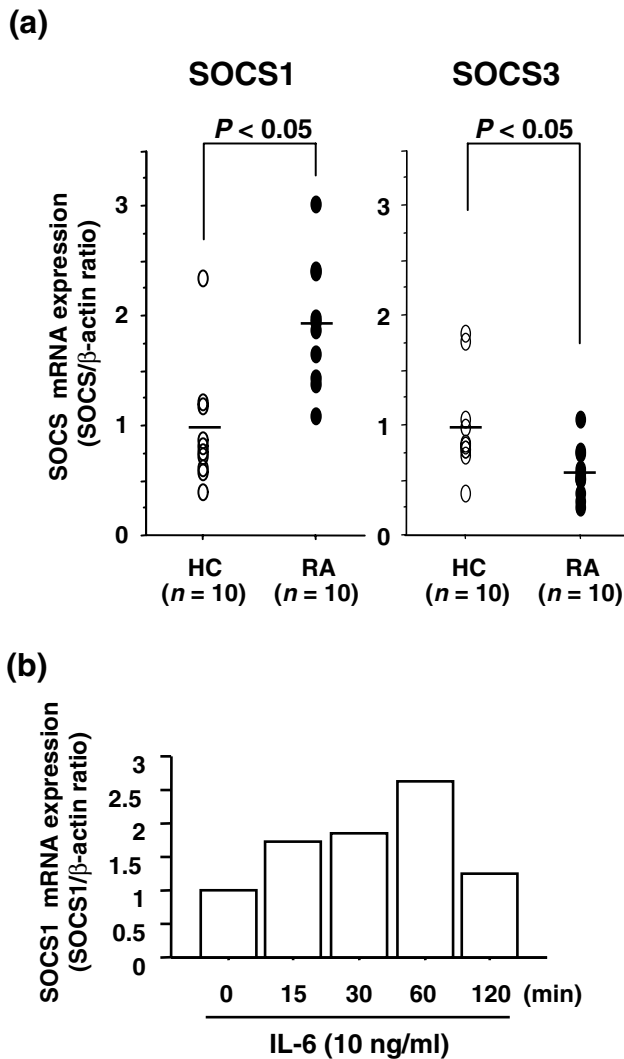 (a)
SOCS1
SOCS3
P < 0.05
P < 0.05
SOCS mRNA expression
(SOCS/β-actin ratio)
3
2
1
0
3
2
1
0
HC
(n = 10)
RA
(n = 10)
HC
(n = 10)
RA
(n = 10)
(b)
SOCS1 mRNA expression
(SOCS1/β-actin ratio)
3
2.5
2
1.5
1
0.5
0
0 15 30 60 120 (min)
IL-6 (10 ng/ml)